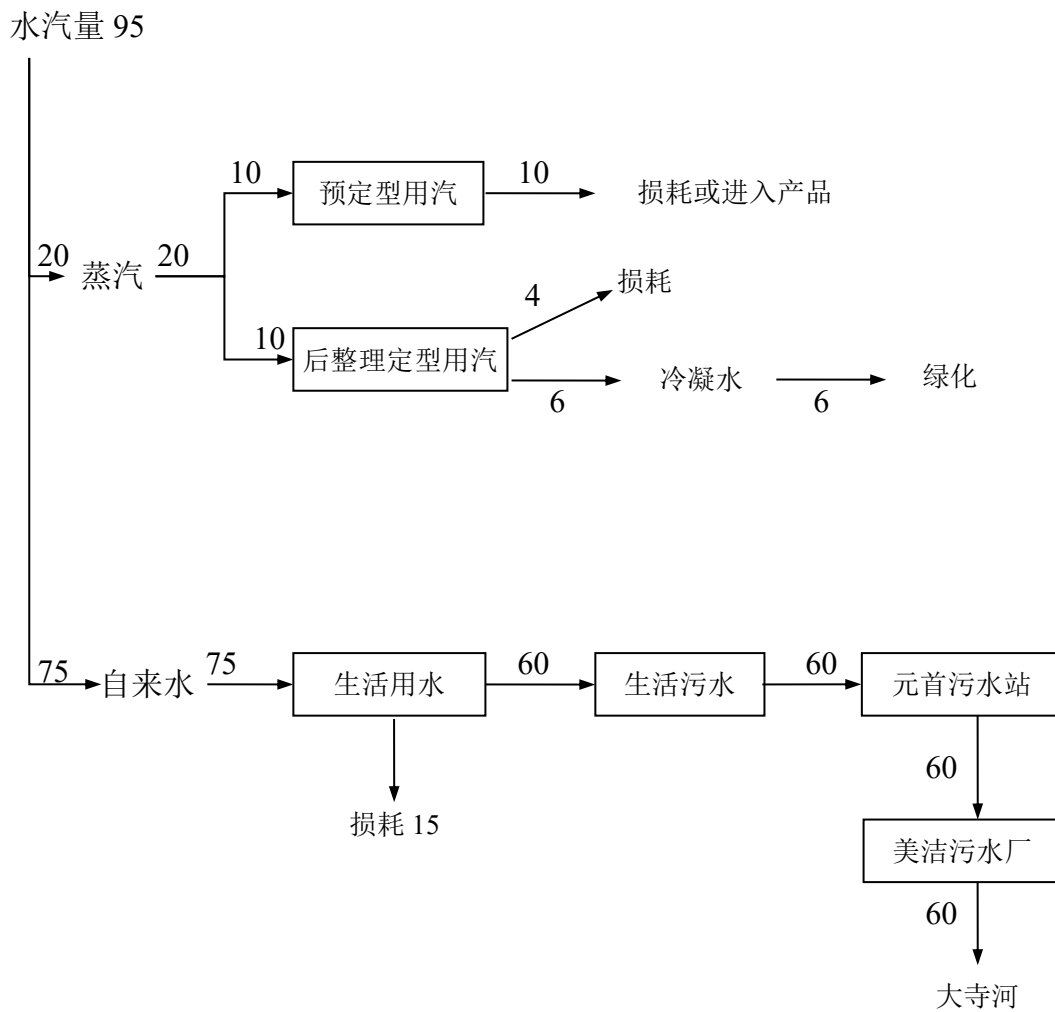 水汽量 95
10
预定型用汽
10
损耗或进入产品
20
蒸汽
20
损耗
4
10
后整理定型用汽
6
冷凝水
6
绿化
75
自来水
75
生活用水
60
生活污水
60
元首污水站
60
损耗 15
美洁污水厂
60
大寺河